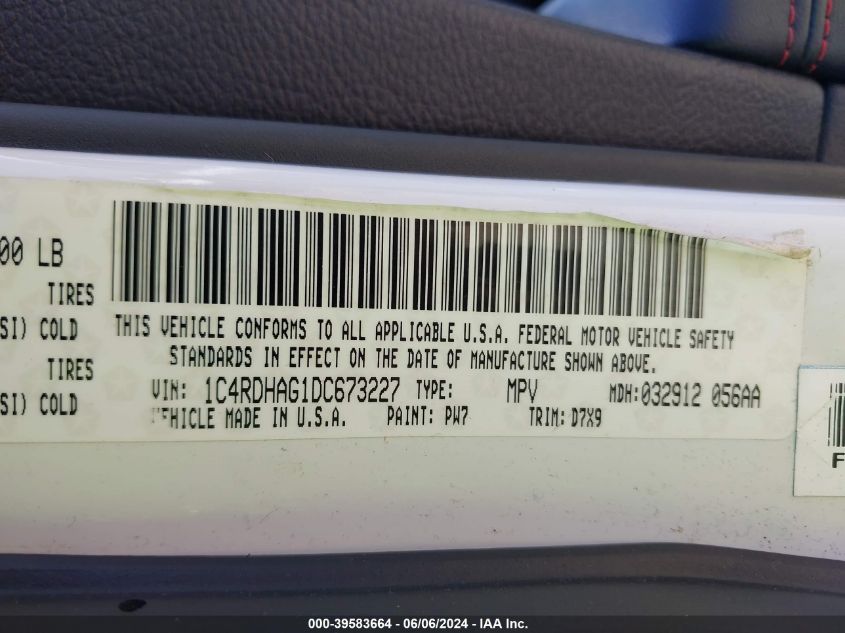 00 LB
TIRES
SI) COLD
TIRES
SI) COLD
THIS VEHICLE CONFORMS TO ALL APPLICABLE U.S.A. FEDERAL MOTOR VEHICLE SAFETY
STANDARDS IN EFFECT ON THE DATE OF MANUFACTURE SHOWN ABOVE.
VIN: 1C4RDHAG1DC673227 TYPE: MPV MDH:032912 056AA
VEHICLE MADE IN U.S.A. PAINT: PW7 TRIM: D7X9
F
000-39583664 - 06/06/2024 - IAA Inc.